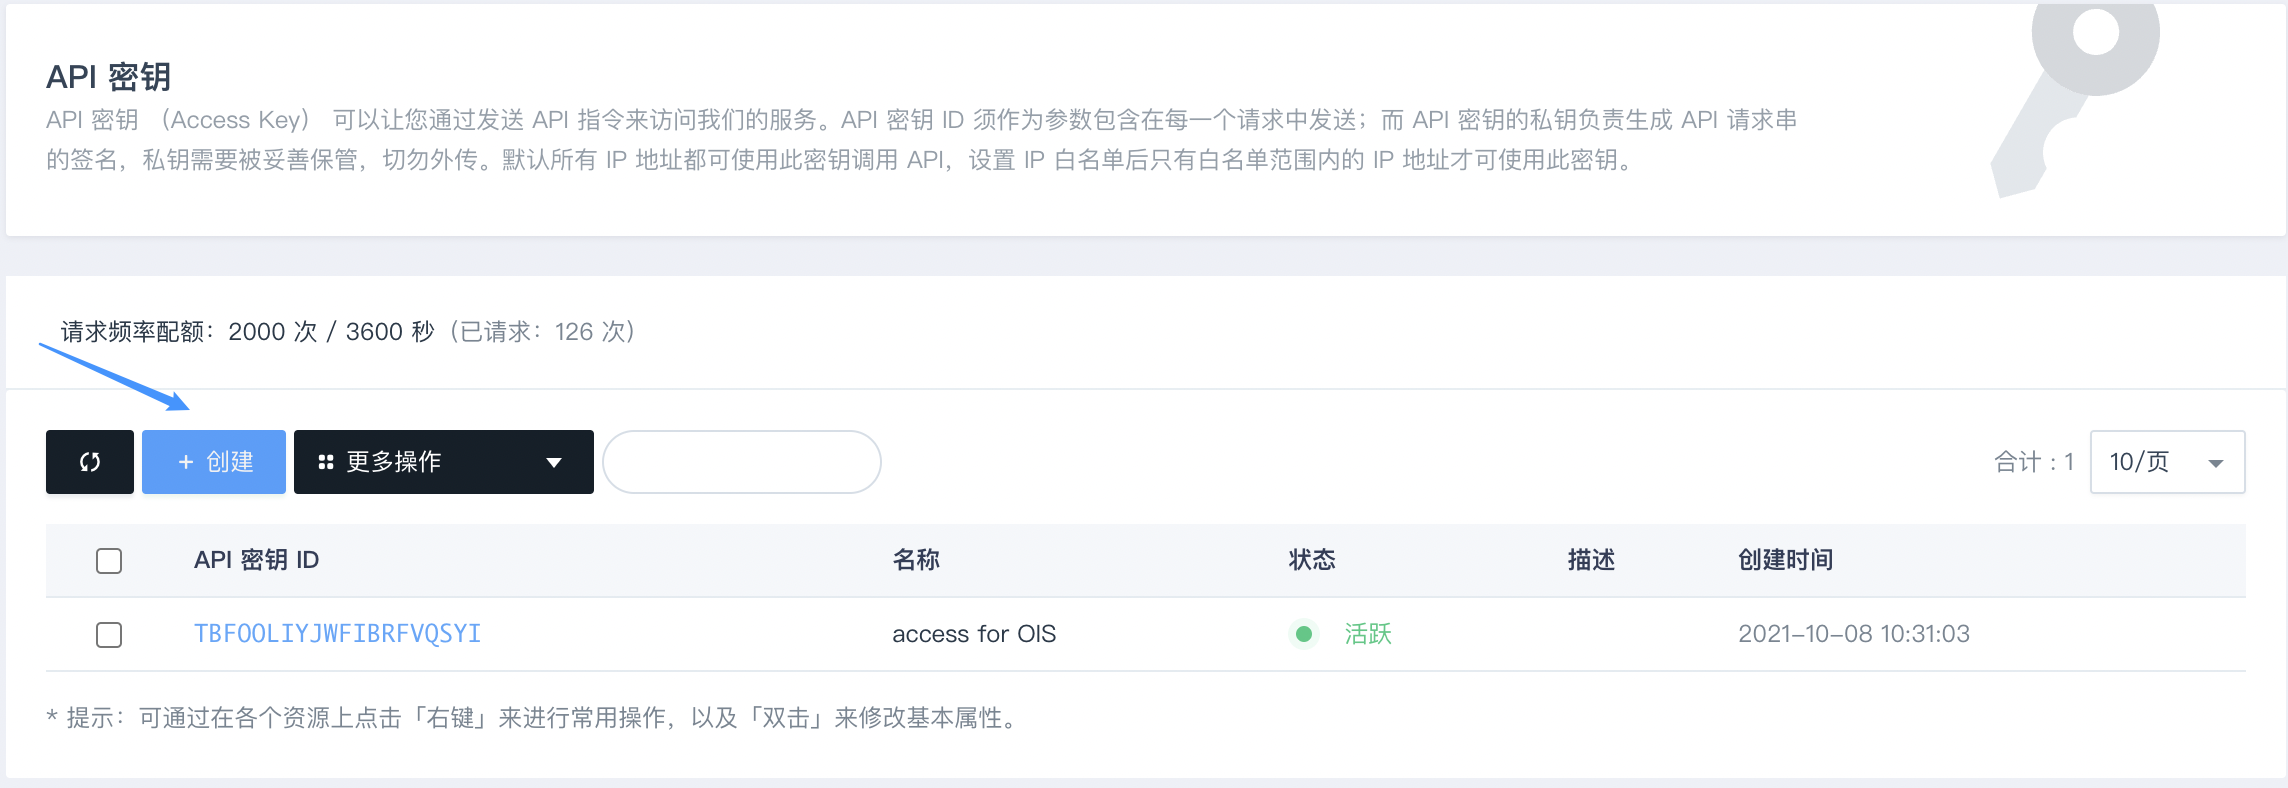 API 密钥
API 密钥 （Access Key） 可以让您通过发送 API 指令来访问我们的服务。API 密钥 ID 须作为参数包含在每一个请求中发送；而 API 密钥的私钥负责生成 API 请求串
的签名，私钥需要被妥善保管，切勿外传。默认所有 IP 地址都可使用此密钥调用 API，设置 IP 白名单后只有白名单范围内的 IP 地址才可使用此密钥。
请求频率配额：2000 次 / 3600 秒（已请求：126 次）
+ 创建 更多操作 合计 : 1 10/页
API 密钥 ID 名称 状态 描述 创建时间
TBFOOLIYJWFIBRFVQSYI access for OIS 活跃 2021-10-08 10:31:03
* 提示：可通过在各个资源上点击「右键」来进行常用操作，以及「双击」来修改基本属性。